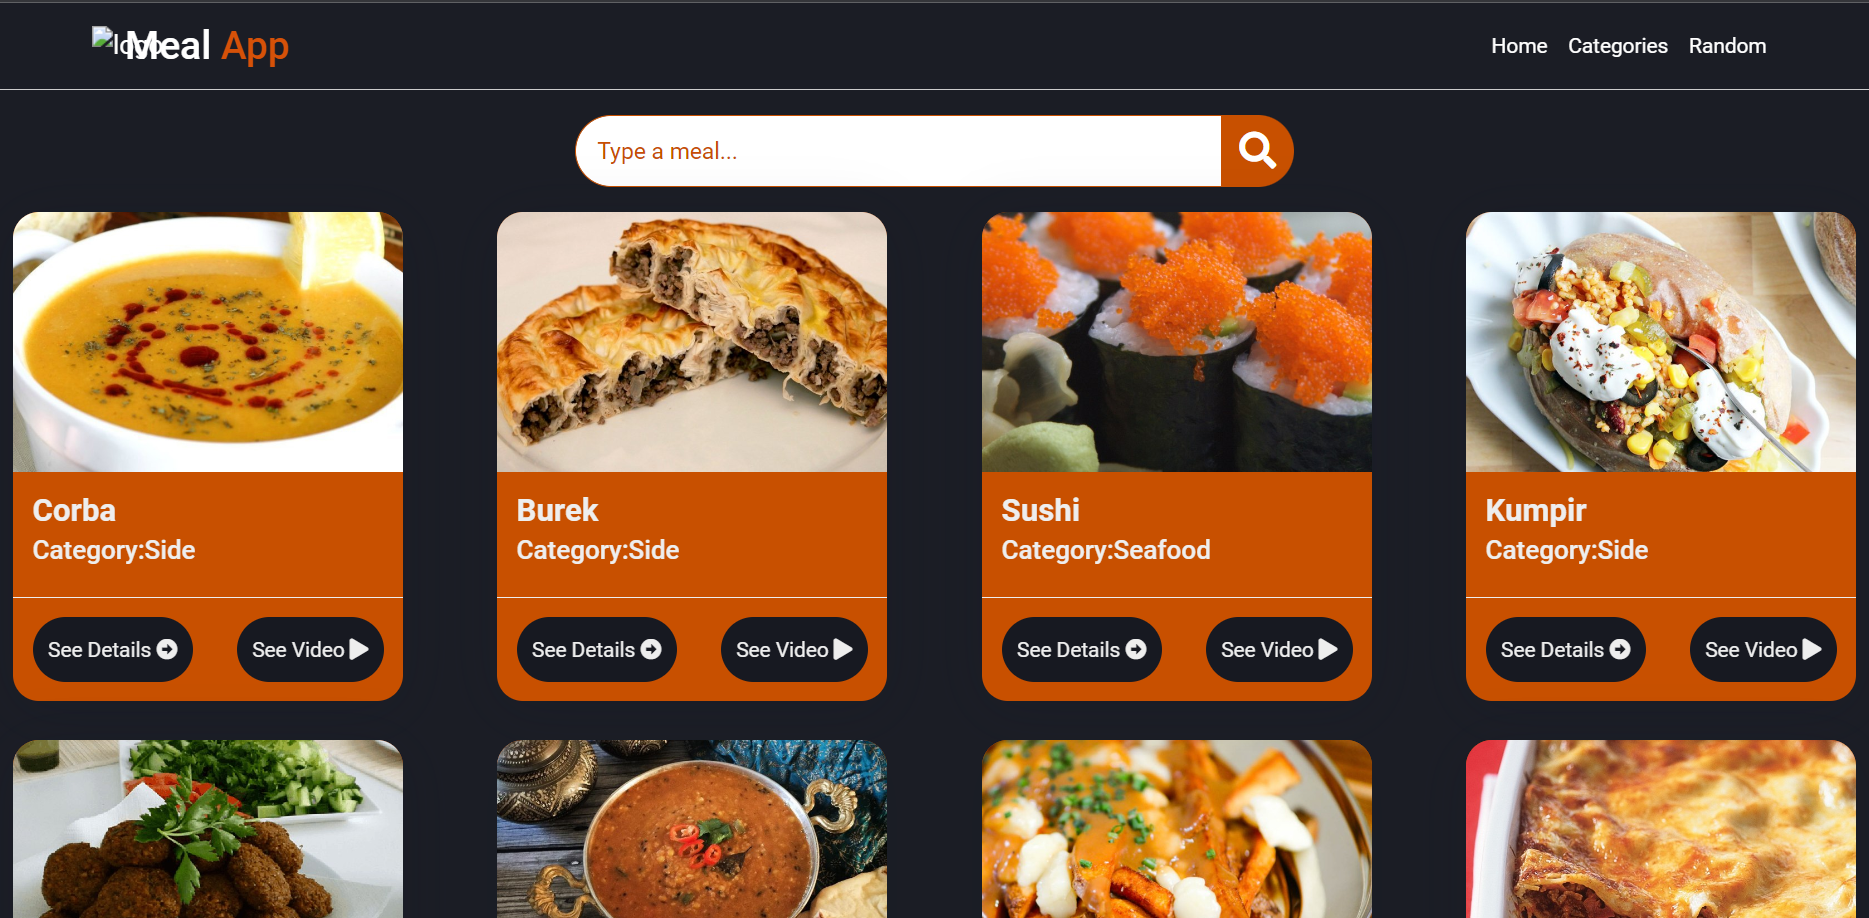 logo Meal App
Home Categories Random
Type a meal...
Corba
Category:Side
See Details See Video
Burek
Category:Side
See Details See Video
Sushi
Category:Seafood
See Details See Video
Kumpir
Category:Side
See Details See Video